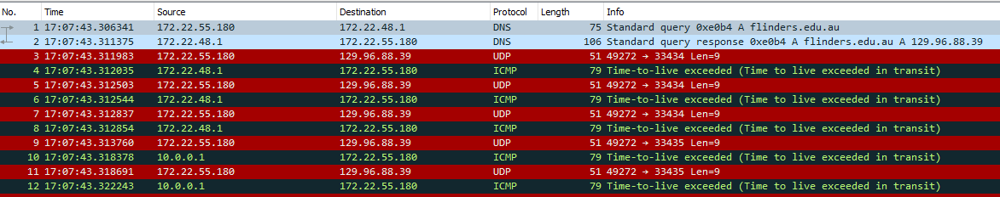 No. Time Source Destination Protocol Length Info
1 17:07:43.306341 172.22.55.180 172.22.48.1 DNS 75 Standard query 0xe0b4 A flinders.edu.au
2 17:07:43.311375 172.22.48.1 172.22.55.180 DNS 106 Standard query response 0xe0b4 A flinders.edu.au A 129.96.88.39
3 17:07:43.311983 172.22.55.180 129.96.88.39 UDP 51 49272 → 33434 Len=9
4 17:07:43.312035 172.22.48.1 172.22.55.180 ICMP 79 Time-to-live exceeded (Time to live exceeded in transit)
5 17:07:43.312503 172.22.55.180 129.96.88.39 UDP 51 49272 → 33434 Len=9
6 17:07:43.312544 172.22.48.1 172.22.55.180 ICMP 79 Time-to-live exceeded (Time to live exceeded in transit)
7 17:07:43.312837 172.22.55.180 129.96.88.39 UDP 51 49272 → 33434 Len=9
8 17:07:43.312854 172.22.48.1 172.22.55.180 ICMP 79 Time-to-live exceeded (Time to live exceeded in transit)
9 17:07:43.313760 172.22.55.180 129.96.88.39 UDP 51 49272 → 33435 Len=9
10 17:07:43.318378 10.0.0.1 172.22.55.180 ICMP 79 Time-to-live exceeded (Time to live exceeded in transit)
11 17:07:43.318691 172.22.55.180 129.96.88.39 UDP 51 49272 → 33435 Len=9
12 17:07:43.322243 10.0.0.1 172.22.55.180 ICMP 79 Time-to-live exceeded (Time to live exceeded in transit)